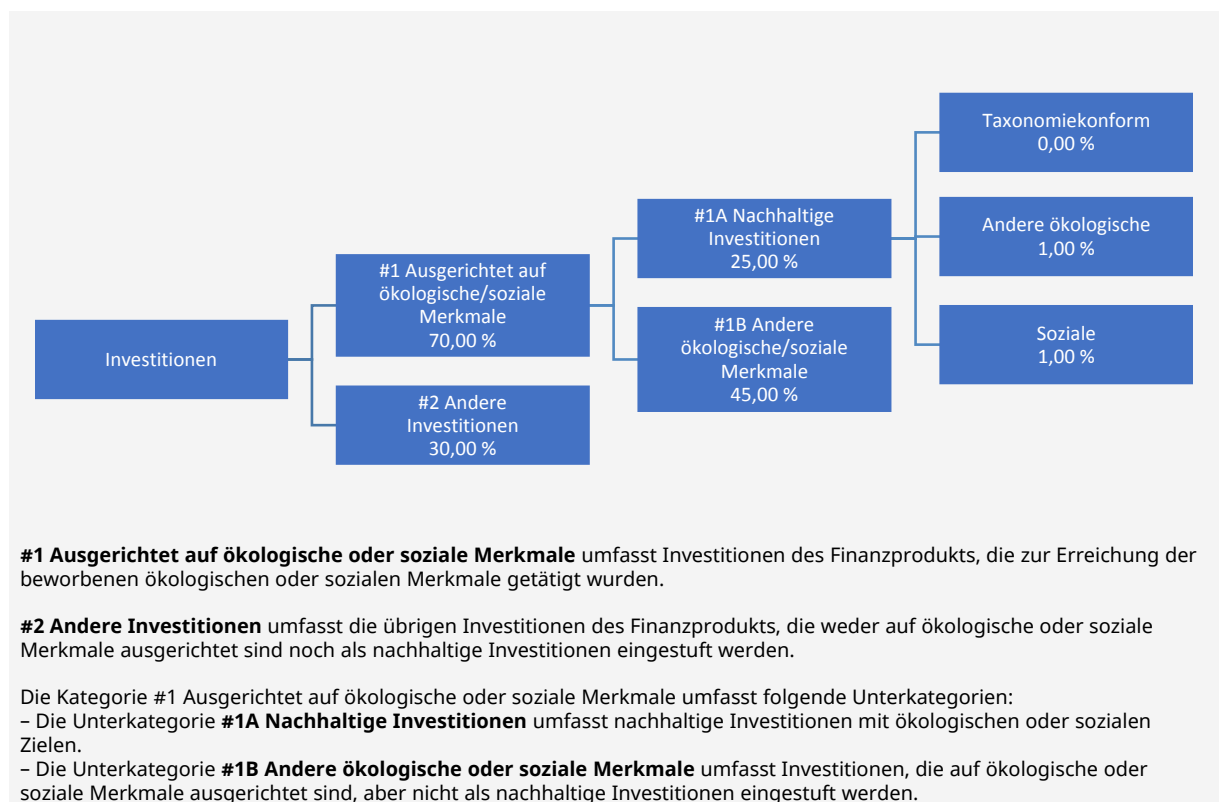 Investitionen
#1 Ausgerichtet auf
ökologische/soziale
Merkmale
70,00 %
#2 Andere
Investitionen
30,00 %
#1A Nachhaltige
Investitionen
25,00 %
#1B Andere
ökologische/soziale
Merkmale
45,00 %
Taxonomiekonform
0,00 %
Andere ökologische
1,00 %
Soziale
1,00 %
#1 Ausgerichtet auf ökologische oder soziale Merkmale umfasst Investitionen des Finanzprodukts, die zur Erreichung der
beworbenen ökologischen oder sozialen Merkmale getätigt wurden.
#2 Andere Investitionen umfasst die übrigen Investitionen des Finanzprodukts, die weder auf ökologische oder soziale
Merkmale ausgerichtet sind noch als nachhaltige Investitionen eingestuft werden.
Die Kategorie #1 Ausgerichtet auf ökologische oder soziale Merkmale umfasst folgende Unterkategorien:
– Die Unterkategorie #1A Nachhaltige Investitionen umfasst nachhaltige Investitionen mit ökologischen oder sozialen
Zielen.
– Die Unterkategorie #1B Andere ökologische oder soziale Merkmale umfasst Investitionen, die auf ökologische oder
soziale Merkmale ausgerichtet sind, aber nicht als nachhaltige Investitionen eingestuft werden.